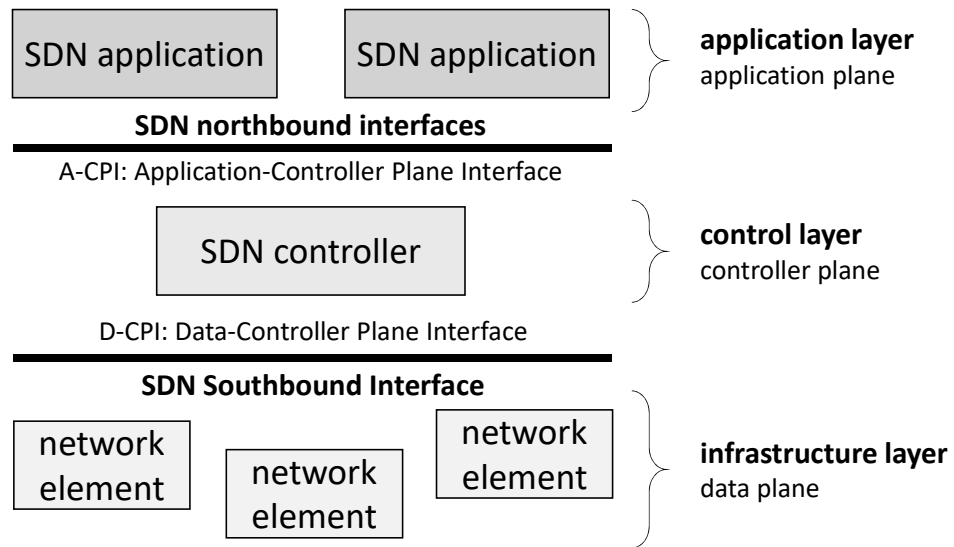 SDN application
SDN application
application layer
application plane
SDN northbound interfaces
A-CPI: Application-Controller Plane Interface
SDN controller
control layer
controller plane
D-CPI: Data-Controller Plane Interface
SDN Southbound Interface
network
element
network
element
network
element
infrastructure layer
data plane